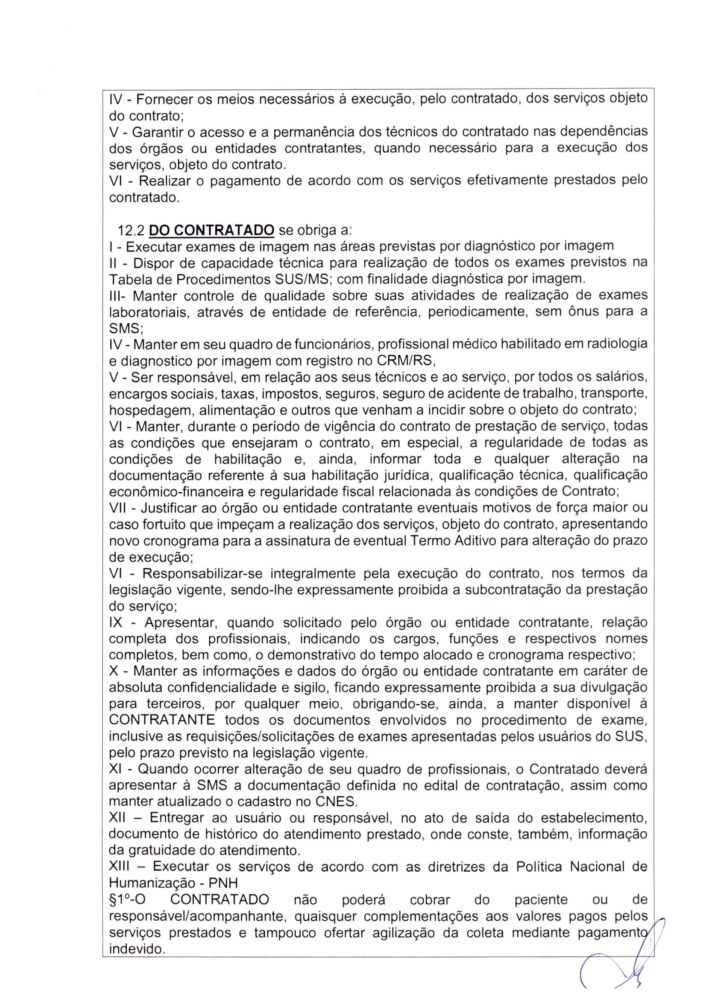 IV - Fornecer os meios necessários à execução, pelo contratado, dos serviços objeto
do contrato;
V - Garantir o acesso e a permanência dos técnicos do contratado nas dependências
dos órgãos ou entidades contratantes, quando necessário para a execução dos
serviços, objeto do contrato.
VI - Realizar o pagamento de acordo com os serviços efetivamente prestados pelo
contratado.
12.2 DO CONTRATADO se obriga a:
I - Executar exames de imagem nas áreas previstas por diagnóstico por imagem
II - Dispor de capacidade técnica para realização de todos os exames previstos na
Tabela de Procedimentos SUS/MS; com finalidade diagnóstica por imagem.
III- Manter controle de qualidade sobre suas atividades de realização de exames
laboratoriais, através de entidade de referência, periodicamente, sem ônus para a
SMS;
IV - Manter em seu quadro de funcionários, profissional médico habilitado em radiologia
e diagnostico por imagem com registro no CRM/RS,
V - Ser responsável, em relação aos seus técnicos e ao serviço, por todos os salários,
encargos sociais, taxas, impostos, seguros, seguro de acidente de trabalho, transporte,
hospedagem, alimentação e outros que venham a incidir sobre o objeto do contrato;
VI - Manter, durante o período de vigência do contrato de prestação de serviço, todas
as condições que ensejaram o contrato, em especial, a regularidade de todas as
condições de habilitação e, ainda, informar toda e qualquer alteração na
documentação referente à sua habilitação jurídica, qualificação técnica, qualificação
econômico-financeira e regularidade fiscal relacionada às condições de Contrato;
VII - Justificar ao órgão ou entidade contratante eventuais motivos de força maior ou
caso fortuito que impeçam a realização dos serviços, objeto do contrato, apresentando
novo cronograma para a assinatura de eventual Termo Aditivo para alteração do prazo
de execução;
VI - Responsabilizar-se integralmente pela execução do contrato, nos termos da
legislação vigente, sendo-lhe expressamente proibida a subcontratação da prestação
do serviço;
IX - Apresentar, quando solicitado pelo órgão ou entidade contratante, relação
completa dos profissionais, indicando os cargos, funções e respectivos nomes
completos, bem como, o demonstrativo do tempo alocado e cronograma respectivo;
X - Manter as informações e dados do órgão ou entidade contratante em caráter de
absoluta confidencialidade e sigilo, ficando expressamente proibida a sua divulgação
para terceiros, por qualquer meio, obrigando-se, ainda, a manter disponível à
CONTRATANTE todos os documentos envolvidos no procedimento de exame,
inclusive as requisições/solicitações de exames apresentadas pelos usuários do SUS,
pelo prazo previsto na legislação vigente.
XI - Quando ocorrer alteração de seu quadro de profissionais, o Contratado deverá
apresentar à SMS a documentação definida no edital de contratação, assim como
manter atualizado o cadastro no CNES.
XII – Entregar ao usuário ou responsável, no ato de saída do estabelecimento,
documento de histórico do atendimento prestado, onde conste, também, informação
da gratuidade do atendimento.
XIII – Executar os serviços de acordo com as diretrizes da Política Nacional de
Humanização - PNH
§1º-O CONTRATADO não poderá cobrar do paciente ou de
responsável/acompanhante, quaisquer complementações aos valores pagos pelos
serviços prestados e tampouco ofertar agilização da coleta mediante pagamento
indevido.